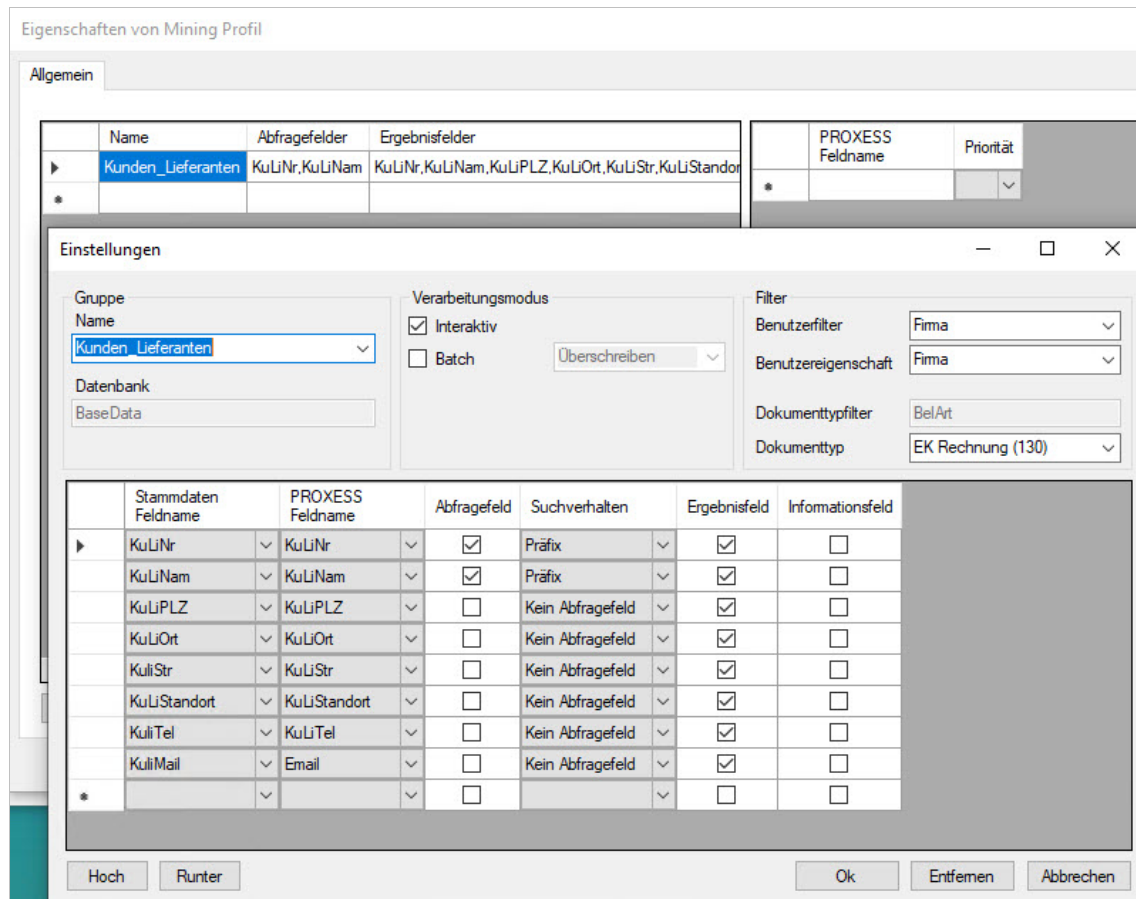 Eigenschaften von Mining Profil
Allgemein
Name Abfragefelder Ergebnisfelder
Kunden_Lieferanten KuLiNr,KuLiNam KuLiNr,KuLiNam,KuLiPLZ,KuLiOrt,KuLiStr,KuLiStandor
PROXESS
Feldname Priorität
Einstellungen
Gruppe
Name
Kunden_Lieferanten
Datenbank
BaseData
Verarbeitungsmodus
Interaktiv
Batch Überschreiben
Filter
Benutzerfilter Firma
Benutzereigenschaft Firma
Dokumenttypfilter BelArt
Dokumenttyp EK Rechnung (130)
Stammdaten PROXESS
Feldname Feldname Abfragefeld Suchverhalten Ergebnisfeld Informationsfeld
KuLiNr KuLiNr Präfix
KuLiNam KuLiNam Präfix
KuLiPLZ KuLiPLZ Kein Abfragefeld
KuLiOrt KuLiOrt Kein Abfragefeld
KuliStr KuLiStr Kein Abfragefeld
KuLiStandort KuLiStandort Kein Abfragefeld
KuliTel KuLiTel Kein Abfragefeld
KuliMail Email Kein Abfragefeld
Hoch Runter Ok Entfernen Abbrechen